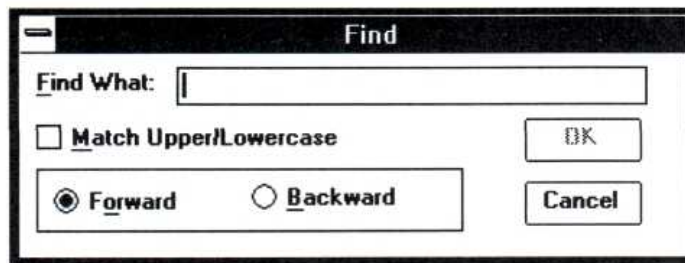 Find
Find What:
Match Upper/Lowercase
OK
Forward
Backward
Cancel